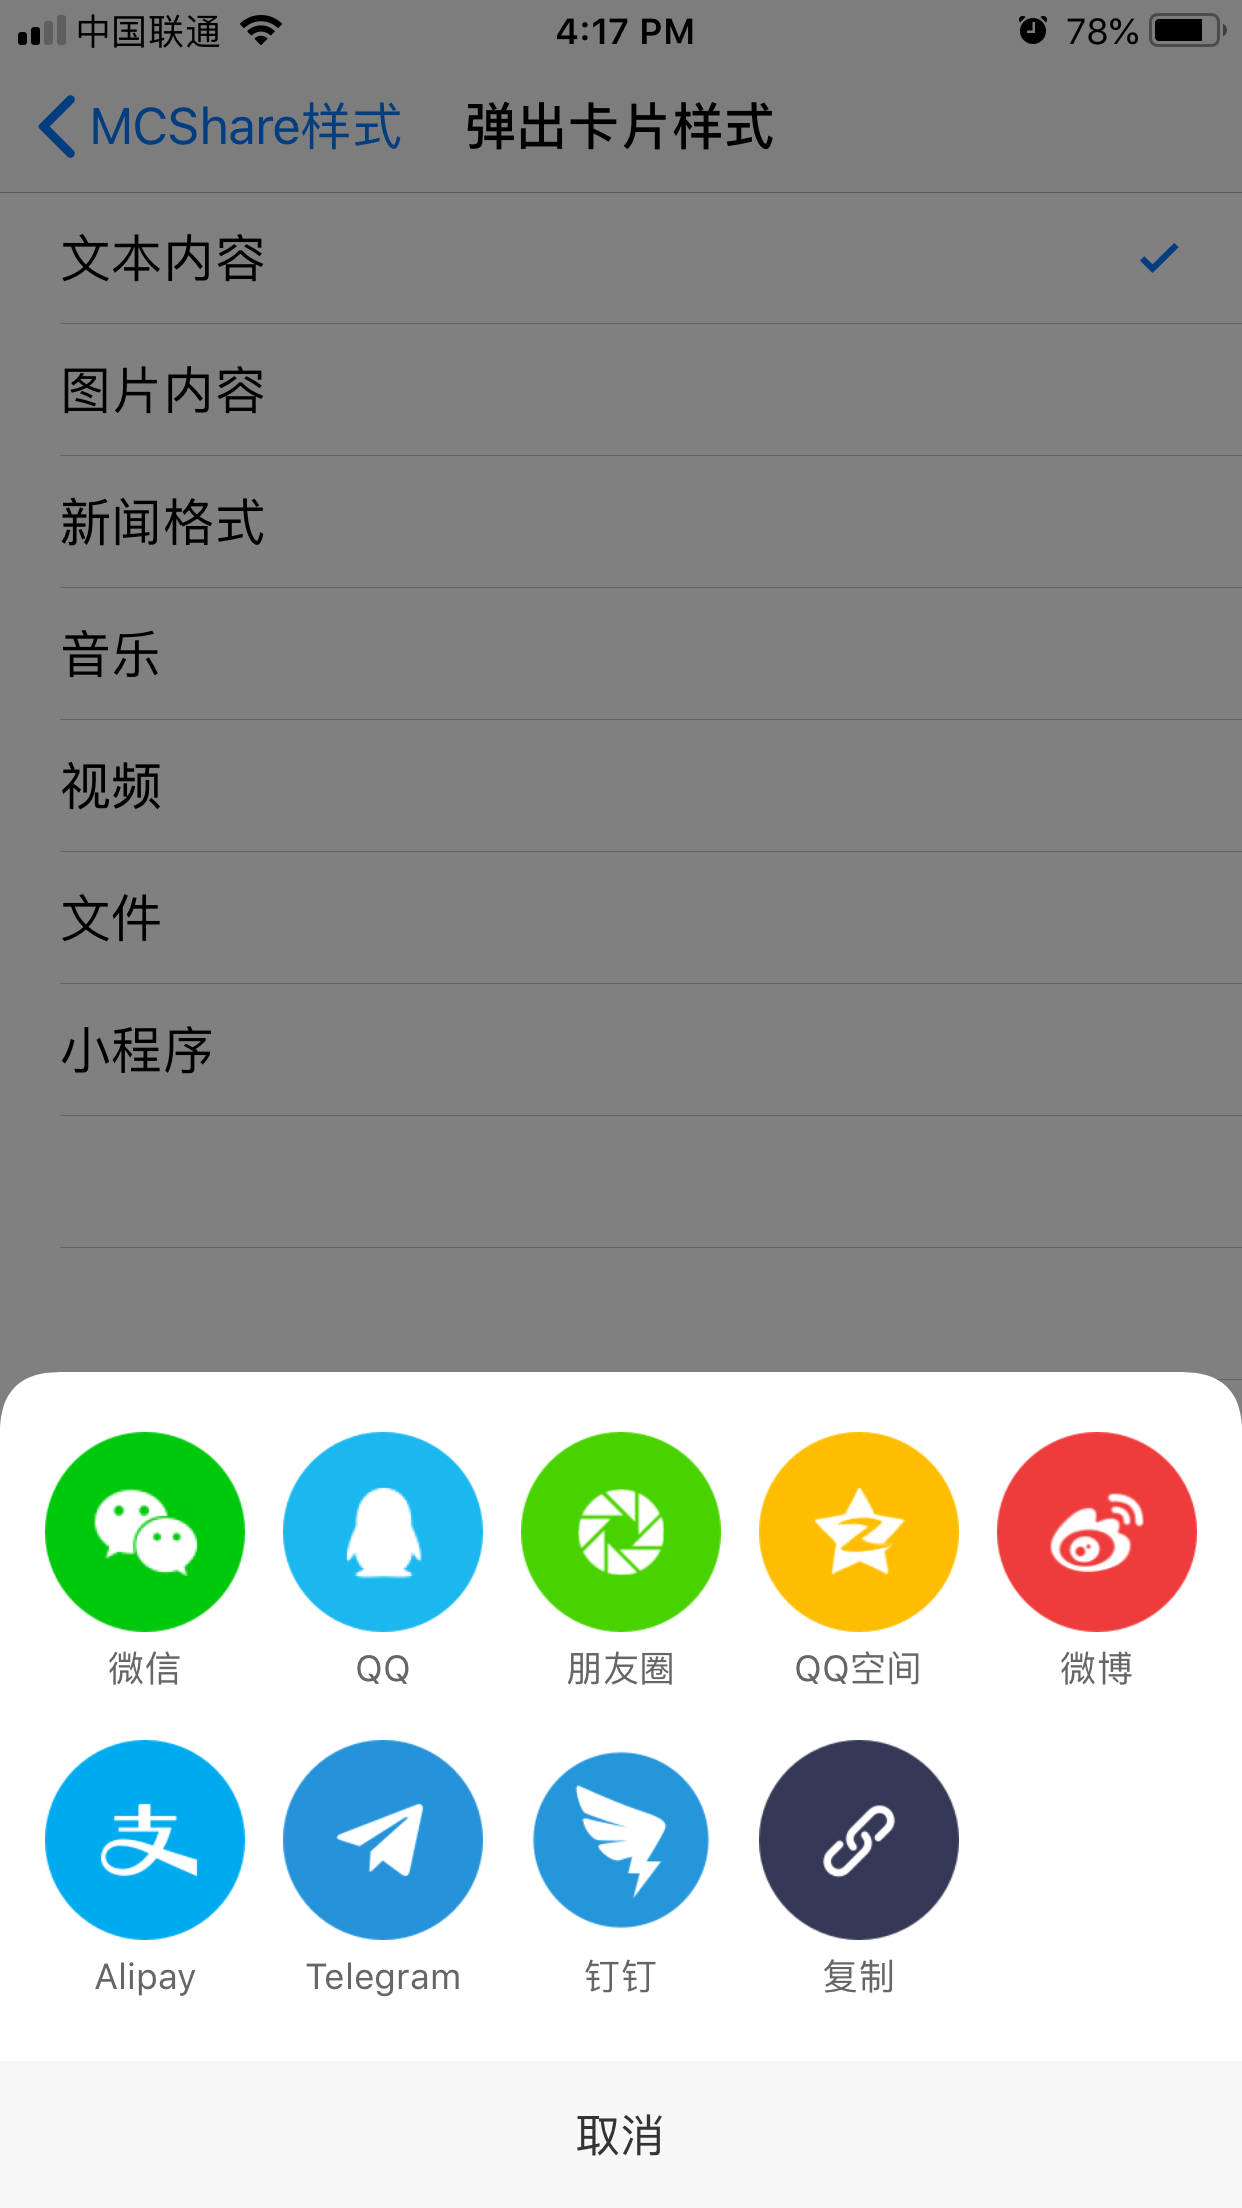 中国联通 4:17 PM 78%
MCShare样式 弹出卡片样式
文本内容
图片内容
新闻格式
音乐
视频
文件
小程序
微信 QQ 朋友圈 QQ空间 微博
支
Alipay Telegram 钉钉 复制
取消